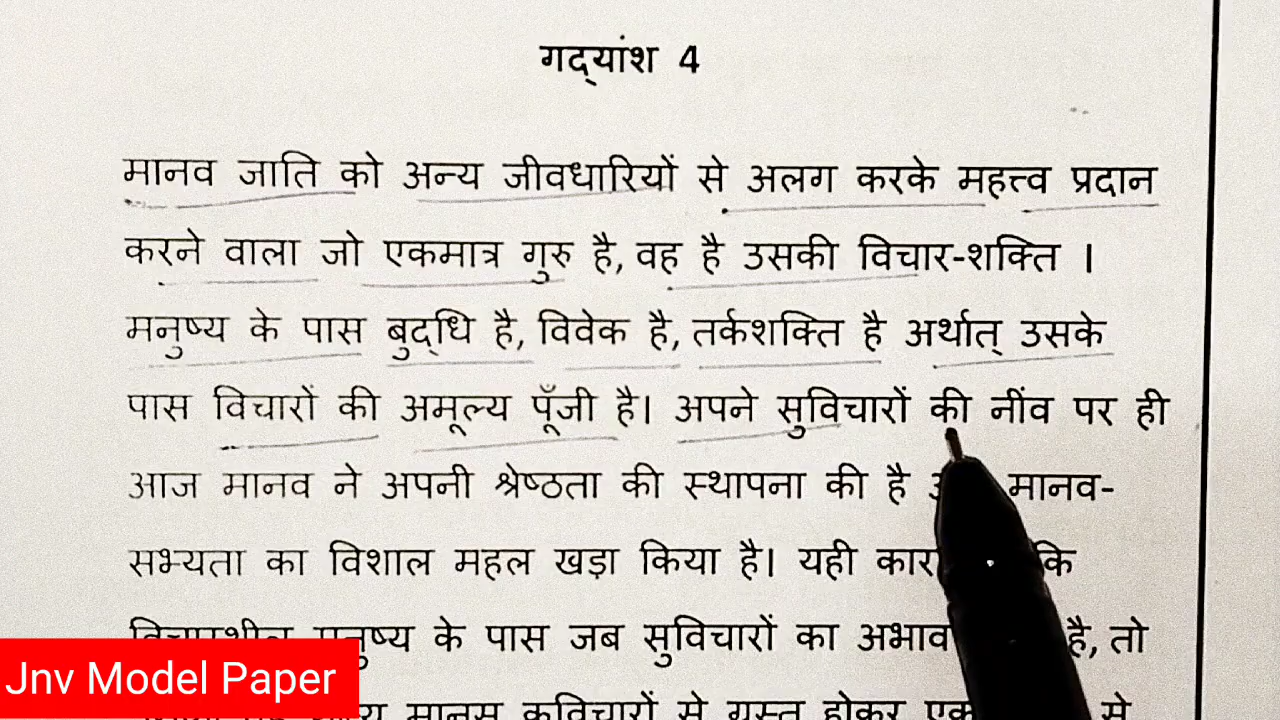 गद्यांश 4
मानव जाति को अन्य जीवधारियों से अलग करके महत्त्व प्रदान
करने वाला जो एकमात्र गुरु है, वह है उसकी विचार-शक्ति ।
मनुष्य के पास बुद्धि है, विवेक है, तर्कशक्ति है अर्थात् उसके
पास विचारों की अमूल्य पूँजी है। अपने सुविचारों की नींव पर ही
आज मानव ने अपनी श्रेष्ठता की स्थापना की है मानव-
सभ्यता का विशाल महल खड़ा किया है। यही कि
के पास जब सुविचारों का अभाव है, तो
मानस कुविचारों से ग्रस्त होकर से
Jnv Model Paper